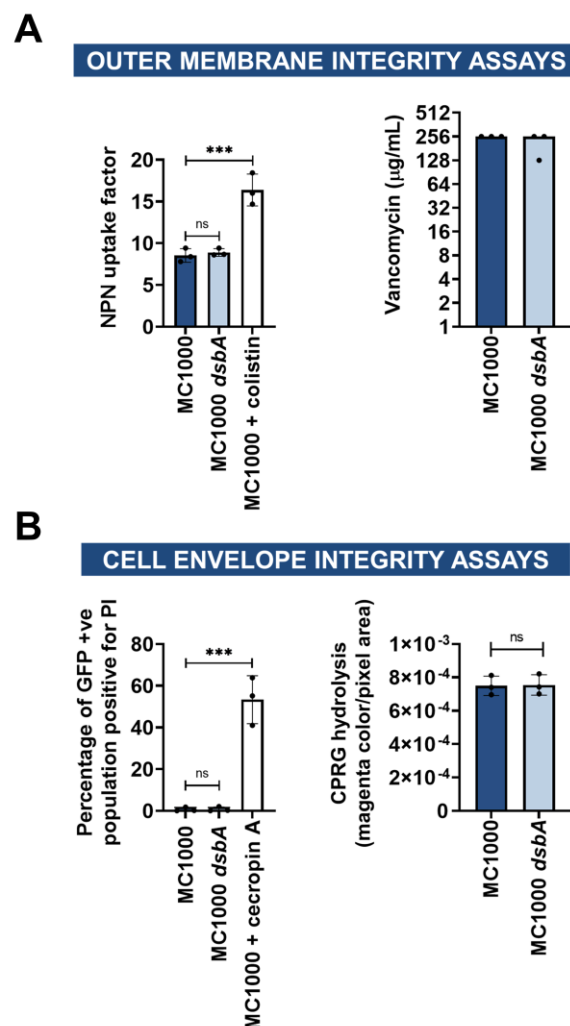 A
OUTER MEMBRANE INTEGRITY ASSAYS
NPN uptake factor
20
15
10
5
0
***
ns
MC1000
MC1000 dsbA
MC1000 + colistin
Vancomycin (µg/mL)
512
256
128
64
32
16
8
4
2
1
MC1000
MC1000 dsbA
B
CELL ENVELOPE INTEGRITY ASSAYS
Percentage of GFP +ve
population positive for PI
80
60
40
20
0
***
ns
MC1000
MC1000 dsbA
MC1000 + cecropin A
CPRG hydrolysis
(magenta color/pixel area)
1×10⁻³
8×10⁻⁴
6×10⁻⁴
4×10⁻⁴
2×10⁻⁴
0
ns
MC1000
MC1000 dsbA